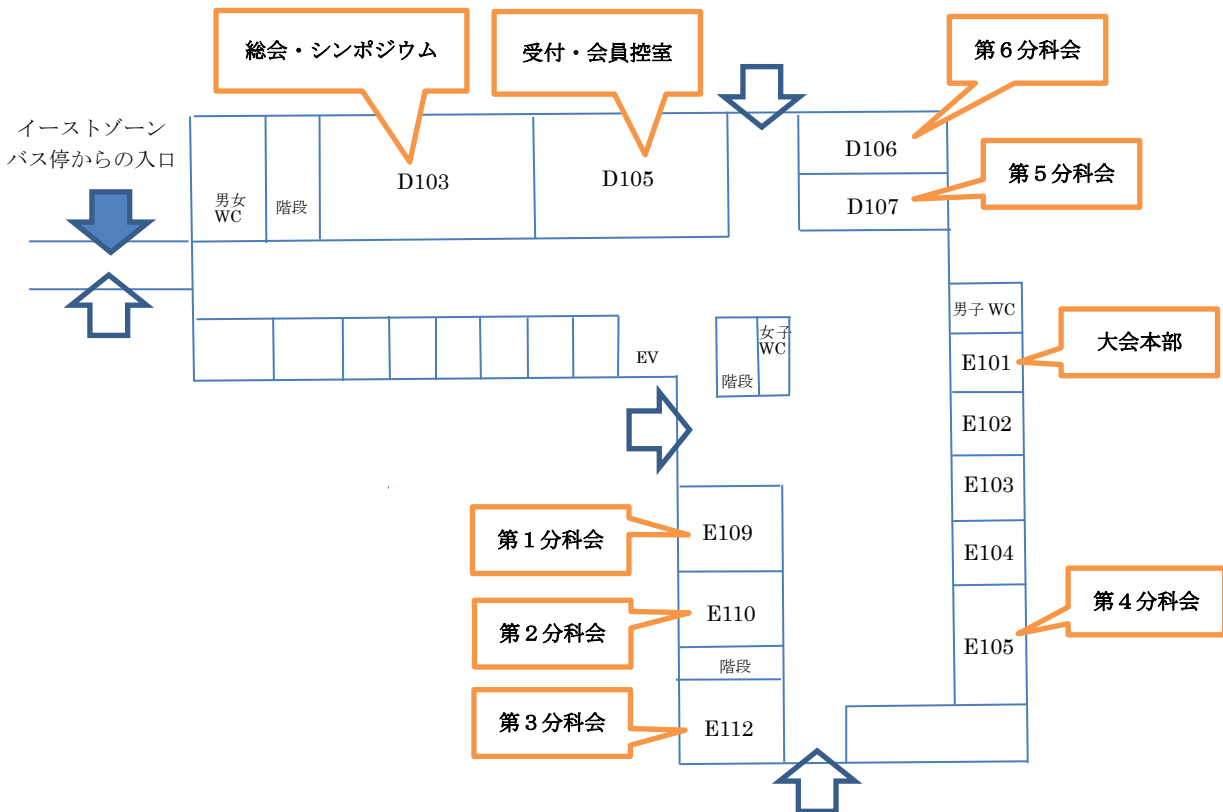 総会・シンポジウム
受付・会員控室
第６分科会
イーストゾーン
バス停からの入口
D103
D105
D106
第５分科会
男女
WC
階段
D107
男子 WC
女子
WC
大会本部
EV
階段
E101
E102
E103
第１分科会
E109
E104
第４分科会
第２分科会
E110
E105
階段
第３分科会
E112